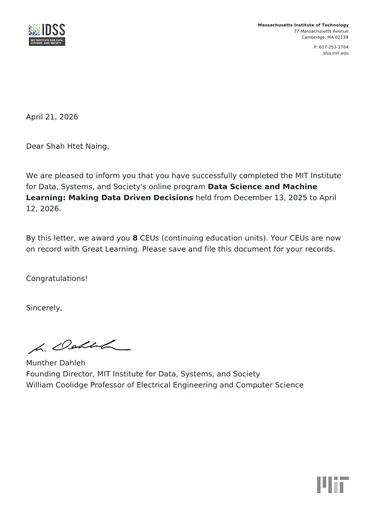 IDSS
MIT INSTITUTE FOR DATA,
SYSTEMS, AND SOCIETY
Massachusetts Institute of Technology
77 Massachusetts Avenue
Cambridge, MA 02139
P: 617-253-1764
idss.mit.edu
April 21, 2026
Dear Shah Htet Naing,
We are pleased to inform you that you have successfully completed the MIT Institute
for Data, Systems, and Society's online program Data Science and Machine
Learning: Making Data Driven Decisions held from December 13, 2025 to April
12, 2026.
By this letter, we award you 8 CEUs (continuing education units). Your CEUs are now
on record with Great Learning. Please save and file this document for your records.
Congratulations!
Sincerely,
M. Dahleh
Munther Dahleh
Founding Director, MIT Institute for Data, Systems, and Society
William Coolidge Professor of Electrical Engineering and Computer Science
MIT